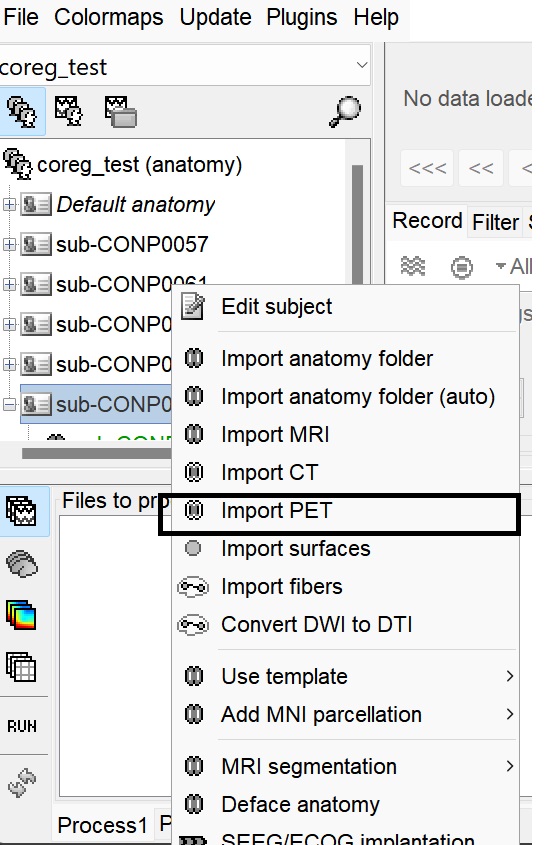 File Colormaps Update Plugins Help
coreg_test
No data loade
coreg_test (anatomy)
<<< << <
Default anatomy
Record Filter S
sub-CONP0057
All
sub-CONP0061
Edit subject
sub-CONP0
Import anatomy folder
sub-CONP0
Import anatomy folder (auto)
sub-CONP0
Import MRI
Import CT
Files to pro
Import PET
Import surfaces
Import fibers
Convert DWI to DTI
Use template >
Add MNI parcellation >
RUN
MRI segmentation >
Deface anatomy
Process1 P
SEEG/ECOG implantation